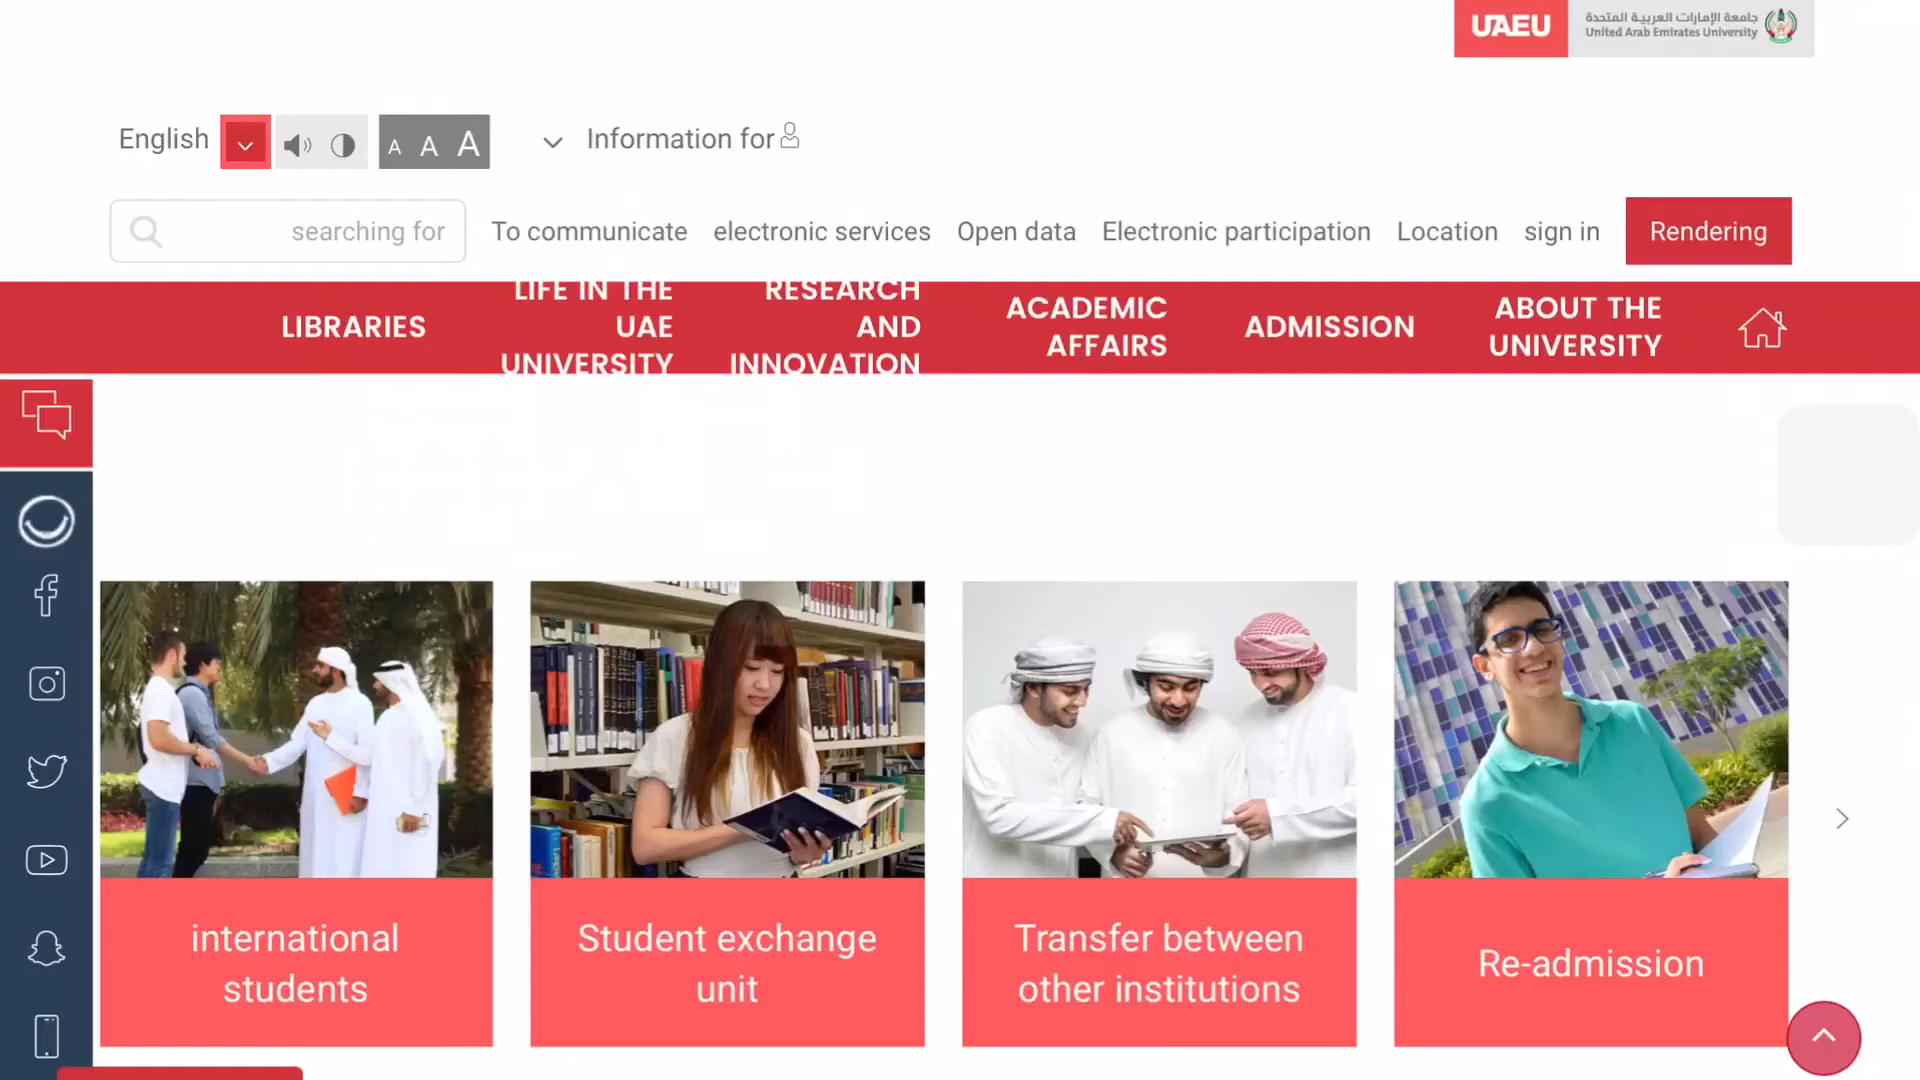 UAEU
جامعة الإمارات العربية المتحدة
United Arab Emirates University
English
A A A
Information for
searching for
To communicate
electronic services
Open data
Electronic participation
Location
sign in
Rendering
LIBRARIES
LIFE IN THE
UAE
UNIVERSITY
RESEARCH
AND
INNOVATION
ACADEMIC
AFFAIRS
ADMISSION
ABOUT THE
UNIVERSITY
international
students
Student exchange
unit
Transfer between
other institutions
Re-admission